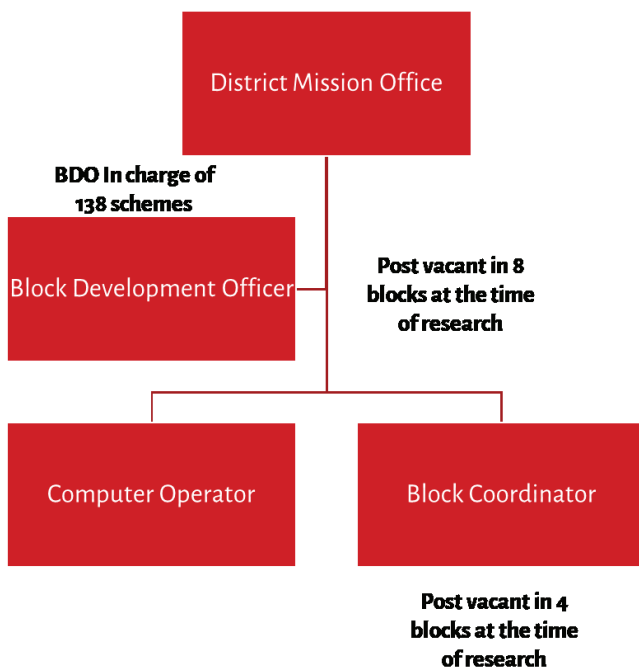 District Mission Office
BDO In charge of
138 schemes
Block Development Officer
Post vacant in 8
blocks at the time
of research
Computer Operator
Block Coordinator
Post vacant in 4
blocks at the time
of research